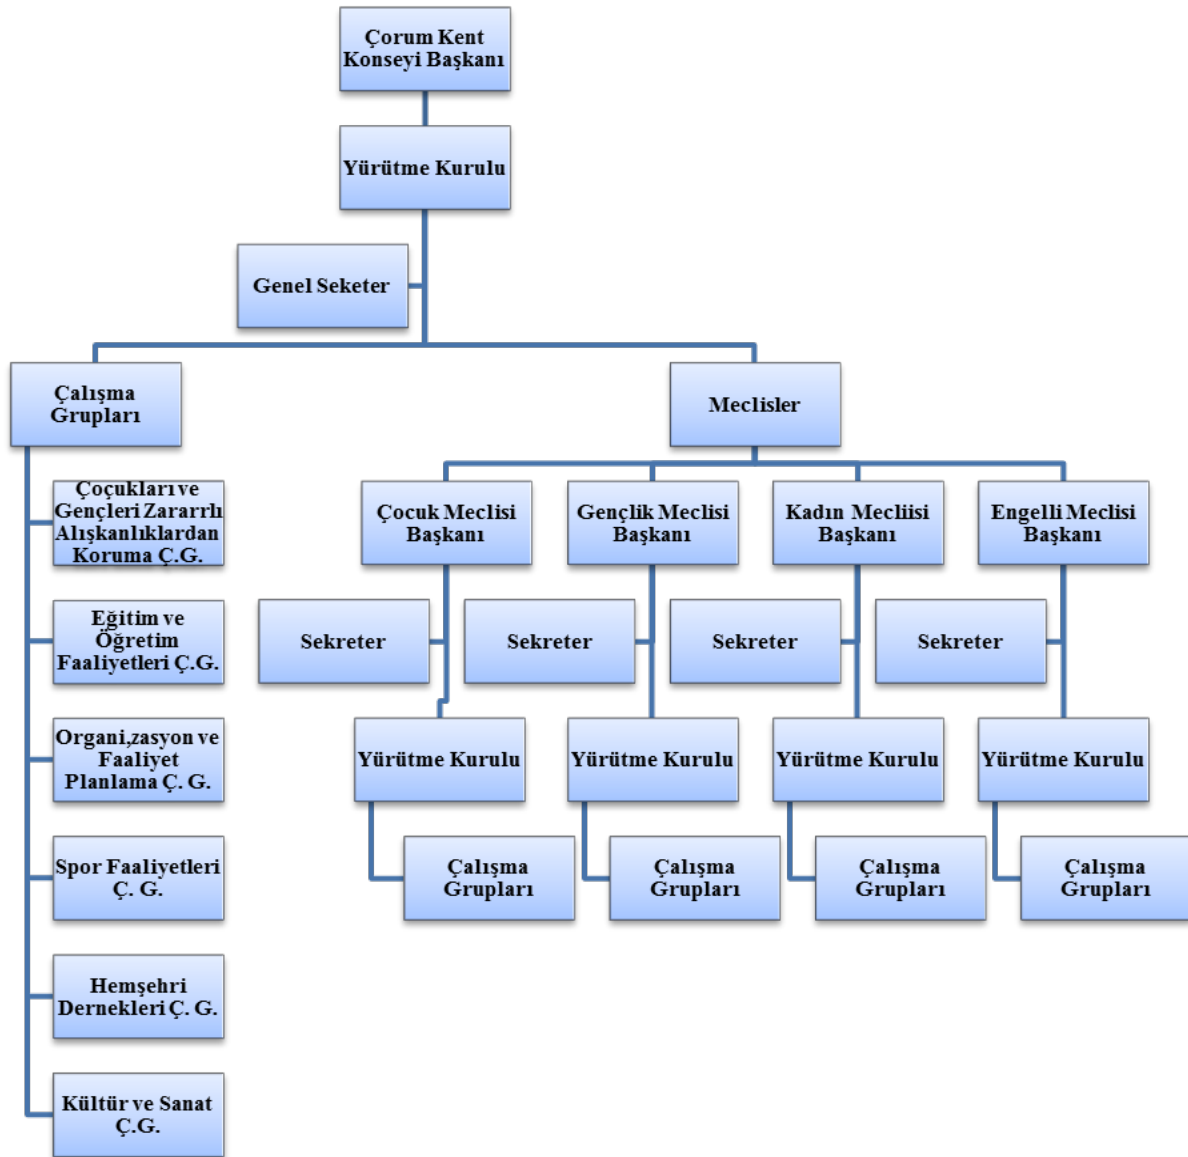 Çorum Kent
Konseyi Başkanı
Yürütme Kurulu
Genel Seketer
Çalışma
Grupları
Meclisler
Çoçukları ve
Gençleri Zararrlı
Alışkanlıklardan
Koruma Ç.G.
Eğitim ve
Öğretim
Faaliyetleri Ç.G.
Organi,zasyon ve
Faaliyet
Planlama Ç. G.
Spor Faaliyetleri
Ç. G.
Hemşehri
Dernekleri Ç. G.
Kültür ve Sanat
Ç.G.
Çocuk Meclisi
Başkanı
Sekreter
Yürütme Kurulu
Çalışma
Grupları
Gençlik Meclisi
Başkanı
Sekreter
Yürütme Kurulu
Çalışma
Grupları
Kadın Mecliisi
Başkanı
Sekreter
Yürütme Kurulu
Çalışma
Grupları
Engelli Meclisi
Başkanı
Sekreter
Yürütme Kurulu
Çalışma
Grupları